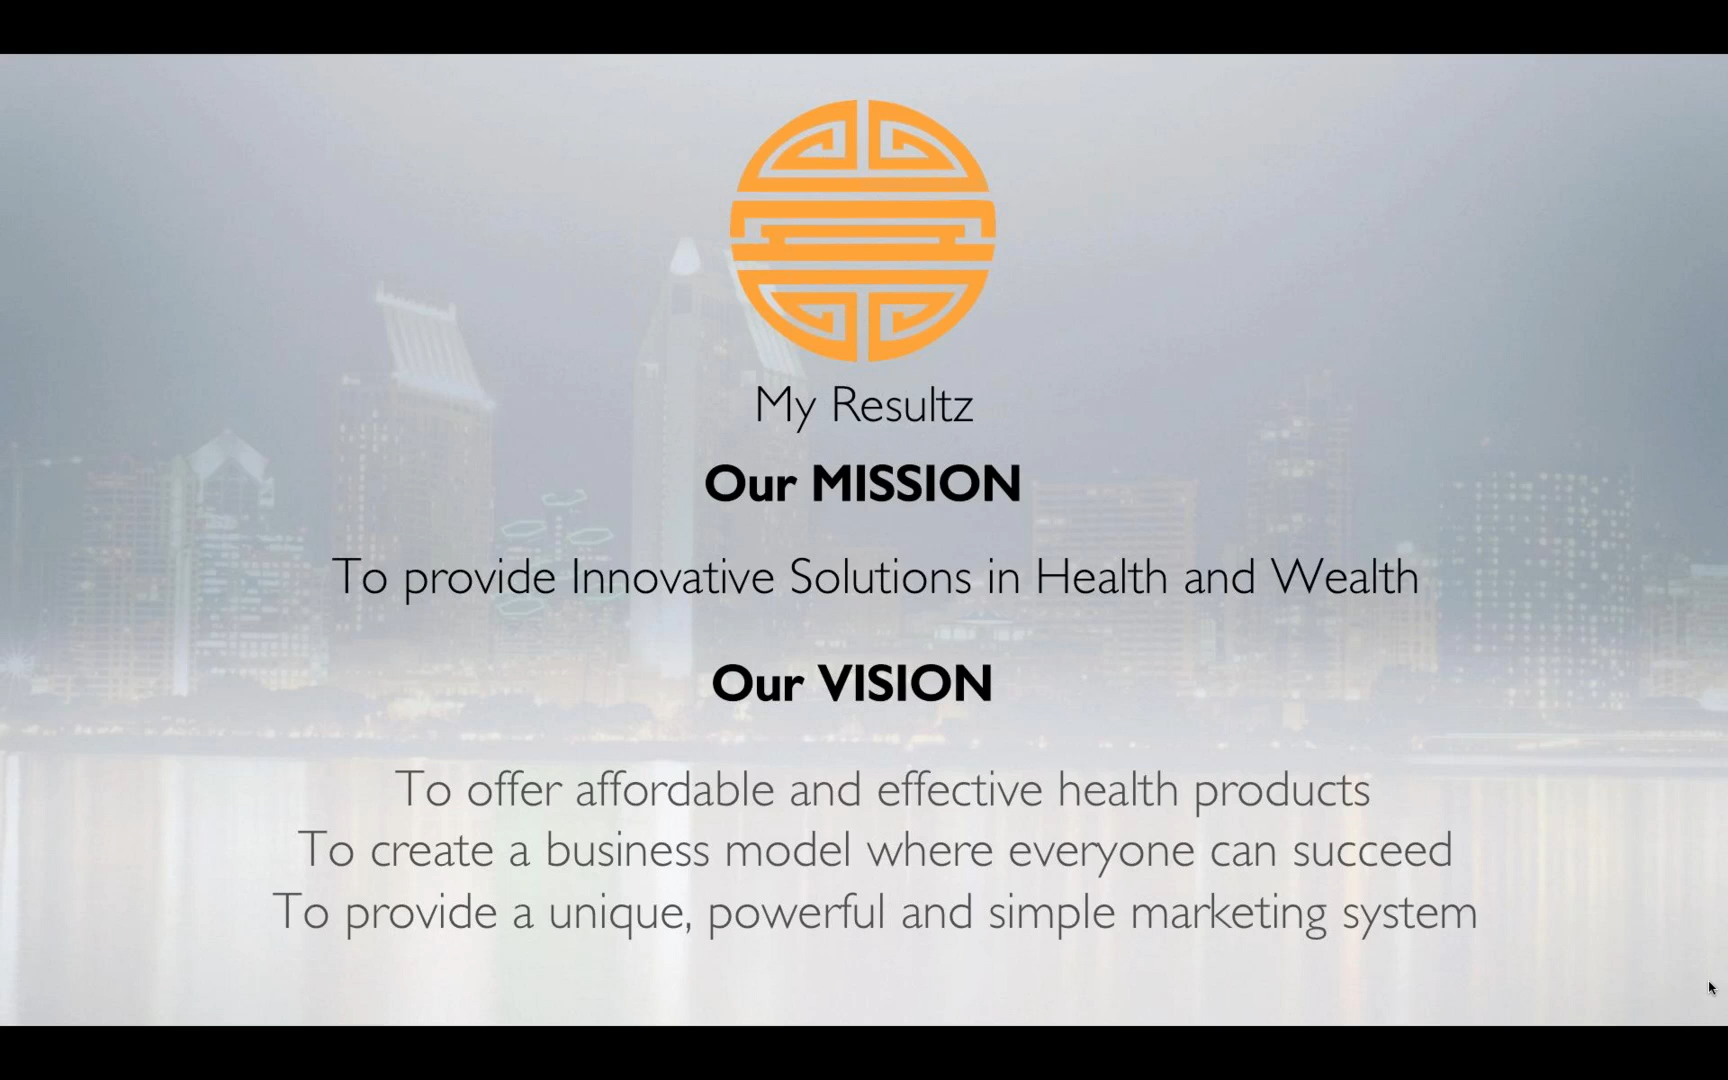 My Resultz
Our MISSION
To provide Innovative Solutions in Health and Wealth
Our VISION
To offer affordable and effective health products
To create a business model where everyone can succeed
To provide a unique, powerful and simple marketing system